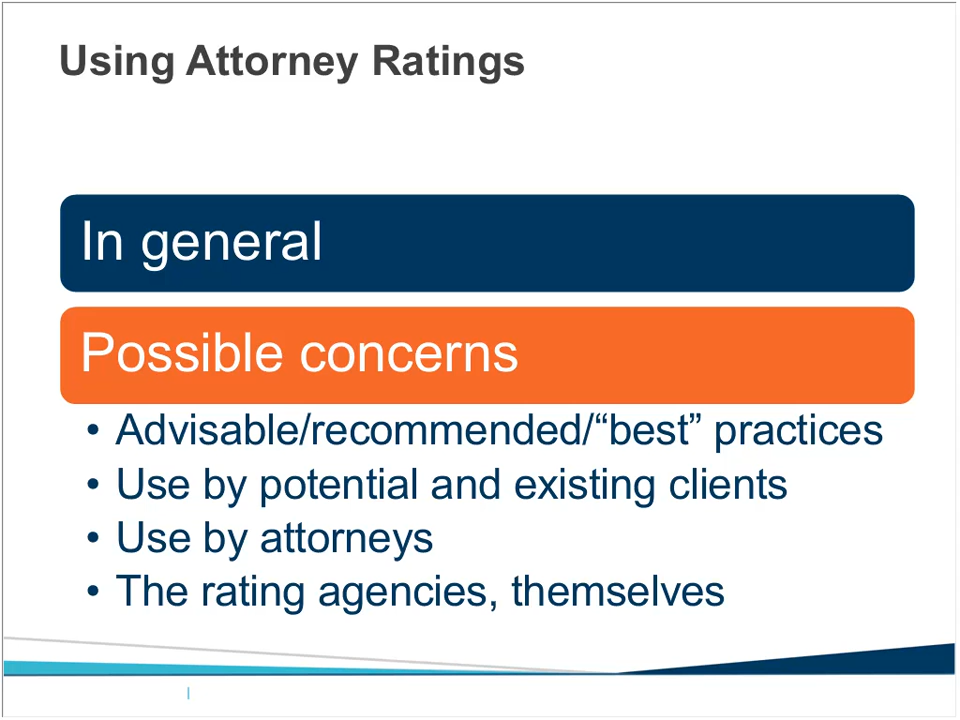 Using Attorney Ratings
In general
Possible concerns
• Advisable/recommended/“best” practices
• Use by potential and existing clients
• Use by attorneys
• The rating agencies, themselves